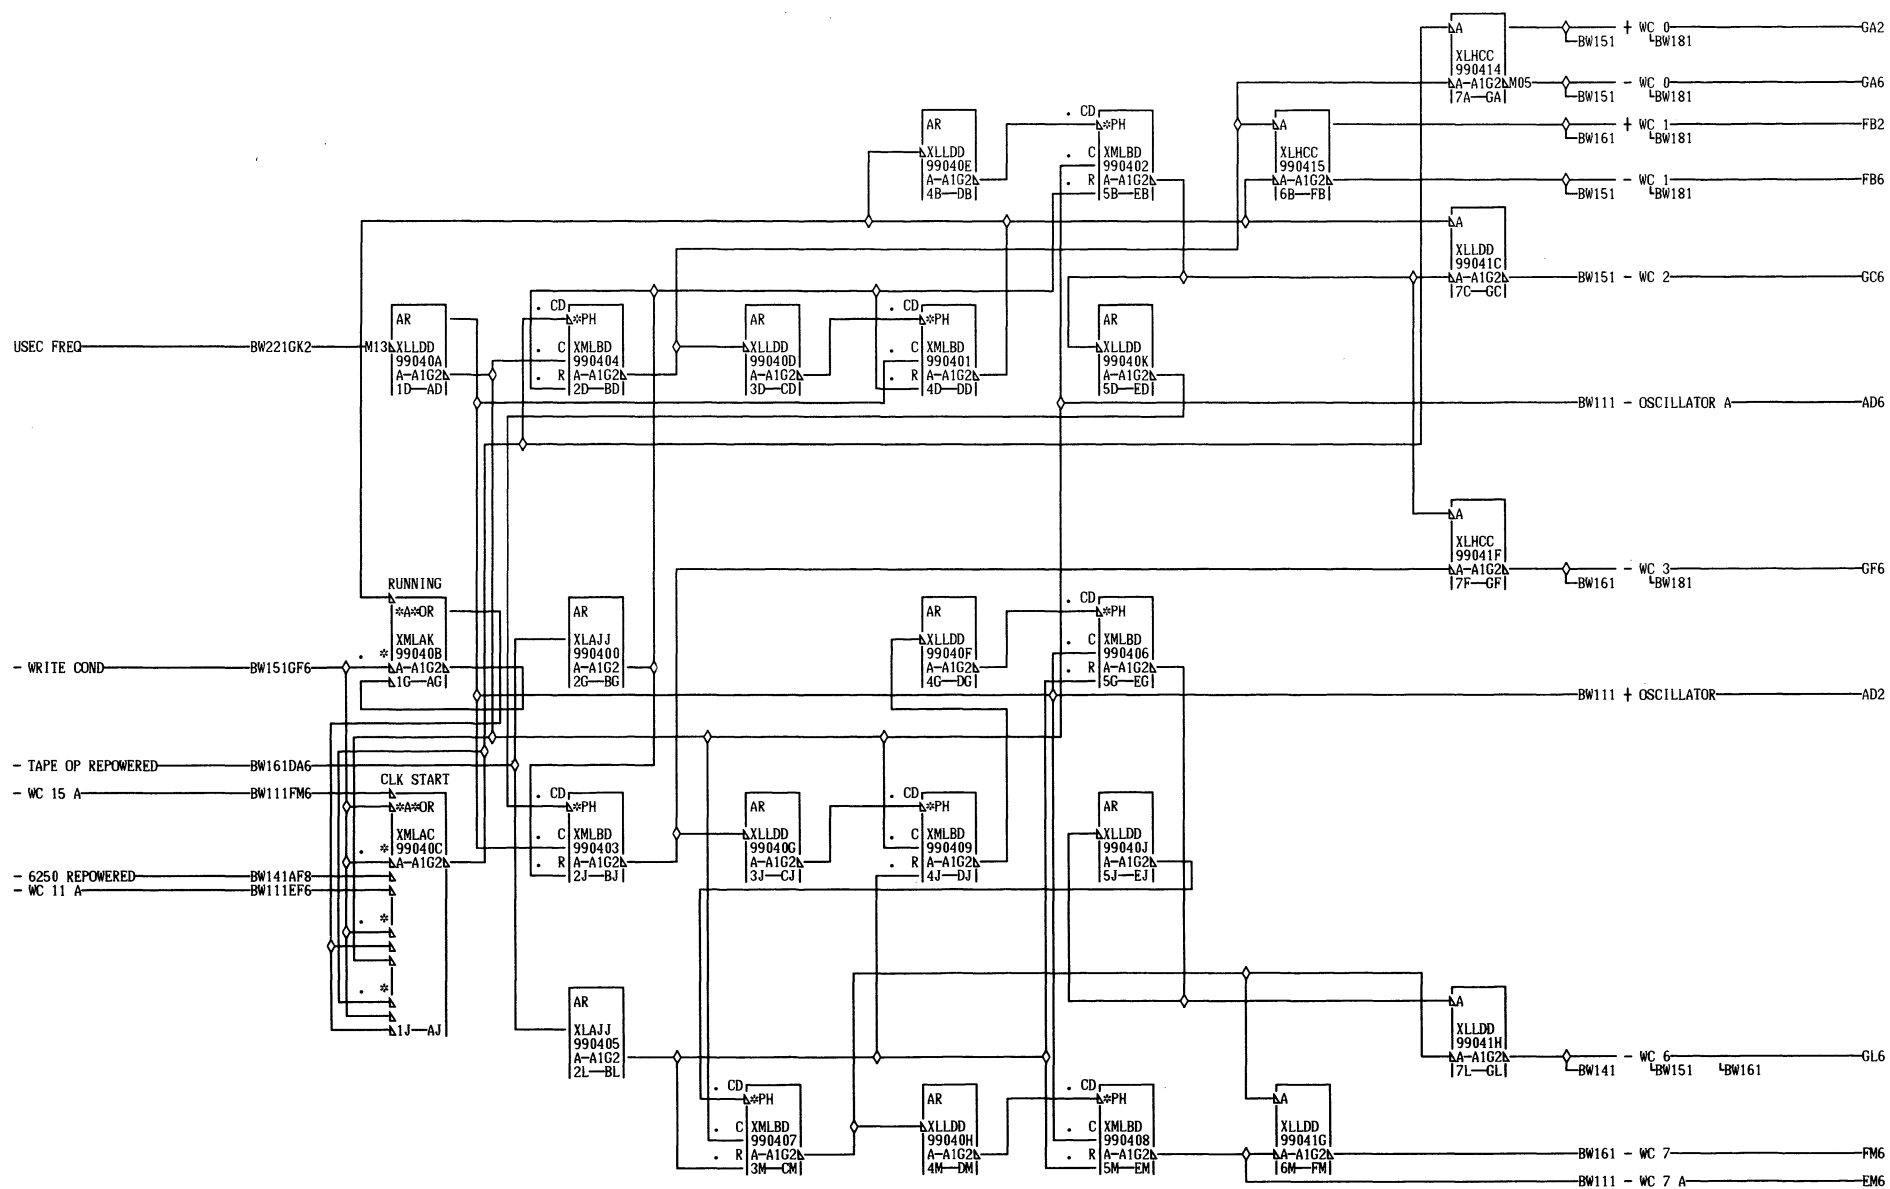 A
+ WC 0 GA2
BW151 BW181
XLHCC
990414
A-A1G2 M05 - WC 0 GA6
7A-GA BW151 BW181
AR . CD *PH A + WC 1 FB2
BW161 BW181
XLLDD . C XMLBD XLHCC
99040E 990402 990415
A-A1G2 . R A-A1G2 A-A1G2 - WC 1 FB6
4B-DB 5B-EB 6B-FB BW151 BW181
A
XLLDD
99041C
A-A1G2 BW151 - WC 2 GC6
7C-GC
AR . CD *PH AR . CD *PH AR
USEC FREQ BW221GK2 M13 XLLDD . C XMLBD XLLDD . C XMLBD XLLDD
99040A 990404 99040D 990401 99040K
A-A1G2 . R A-A1G2 A-A1G2 . R A-A1G2 A-A1G2
1D-AD 2D-BD 3D-CD 4D-DD 5D-ED
BW111 - OSCILLATOR A AD6
A
XLHCC
99041F
A-A1G2 - WC 3 GF6
7F-GF BW161 BW181
RUNNING
*A*OR AR AR . CD *PH
XMLAK XLAJJ XLLDD . C XMLBD
. * 99040B 990400 99040F 990406
- WRITE COND BW151GF6 A-A1G2 A-A1G2 A-A1G2 . R A-A1G2
1G-AG 2G-BG 4G-DG 5G-EG
BW111 + OSCILLATOR AD2
- TAPE OP REPOWERED BW161DA6
CLK START
- WC 15 A BW111FM6
*A*OR . CD *PH AR . CD *PH AR
XMLAC . C XMLBD XLLDD . C XMLBD XLLDD
. * 99040C 990403 99040G 990409 99040J
A-A1G2 . R A-A1G2 A-A1G2 . R A-A1G2 A-A1G2
2J-BJ 3J-CJ 4J-DJ 5J-EJ
- 6250 REPOWERED BW141AF8
- WC 11 A BW111EF6
. *
. *
1J-AJ
AR A
XLAJJ XLLDD
990405 99041H
A-A1G2 A-A1G2 - WC 6 GL6
2L-BL 7L-GL BW141 BW151 BW161
. CD *PH AR . CD *PH A
. C XMLBD XLLDD . C XMLBD XLLDD
990407 99040H 990408 99041G
. R A-A1G2 A-A1G2 . R A-A1G2 A-A1G2 BW161 - WC 7 FM6
3M-CM 4M-DM 5M-EM 6M-FM
BW111 - WC 7 A EM6